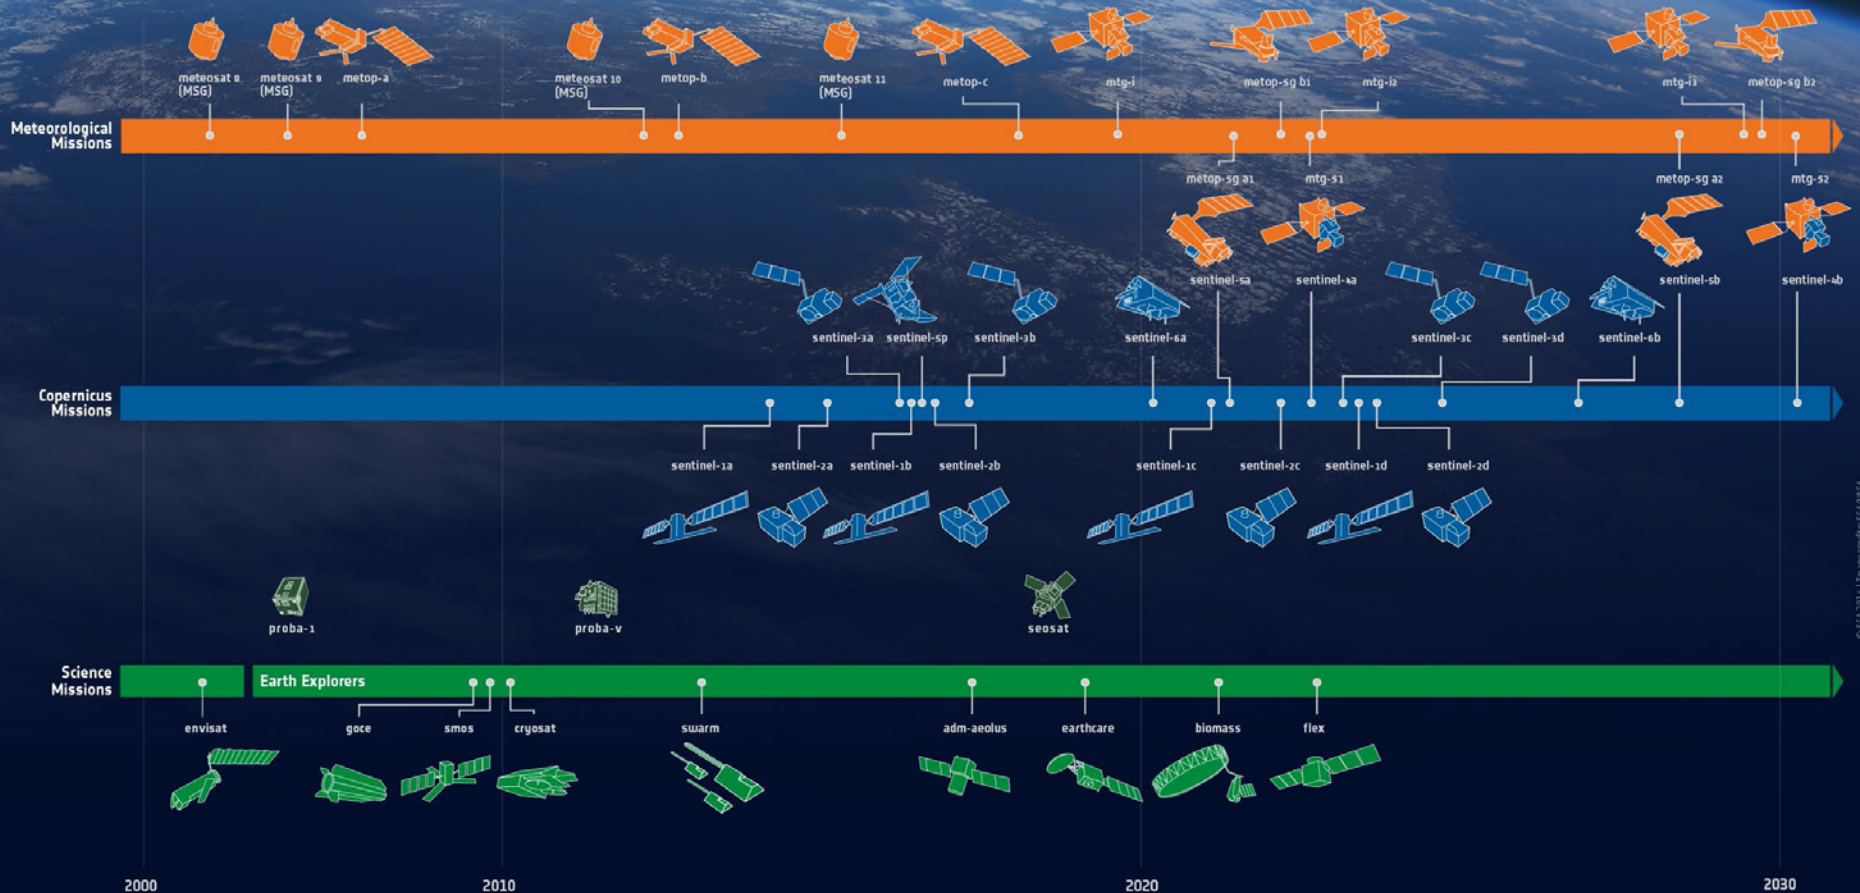 meteosat 8
(MSG)
meteosat 9
(MSG)
metop-a
meteosat 10
(MSG)
metop-b
meteosat 11
(MSG)
metop-c
mtg-i
metop-sg b1
mtg-i2
mtg-i3
metop-sg b2
Meteorological
Missions
metop-sg a1
mtg-s1
metop-sg a2
mtg-s2
sentinel-5a
sentinel-4a
sentinel-5b
sentinel-4b
sentinel-3a
sentinel-5p
sentinel-3b
sentinel-6a
sentinel-3c
sentinel-3d
sentinel-6b
Copernicus
Missions
sentinel-1a
sentinel-2a
sentinel-1b
sentinel-2b
sentinel-1c
sentinel-2c
sentinel-1d
sentinel-2d
proba-1
proba-v
seosat
Science
Missions
Earth Explorers
envisat
goce
smos
cryosat
swarm
adm-aeolus
earthcare
biomass
flex
2000
2010
2020
2030